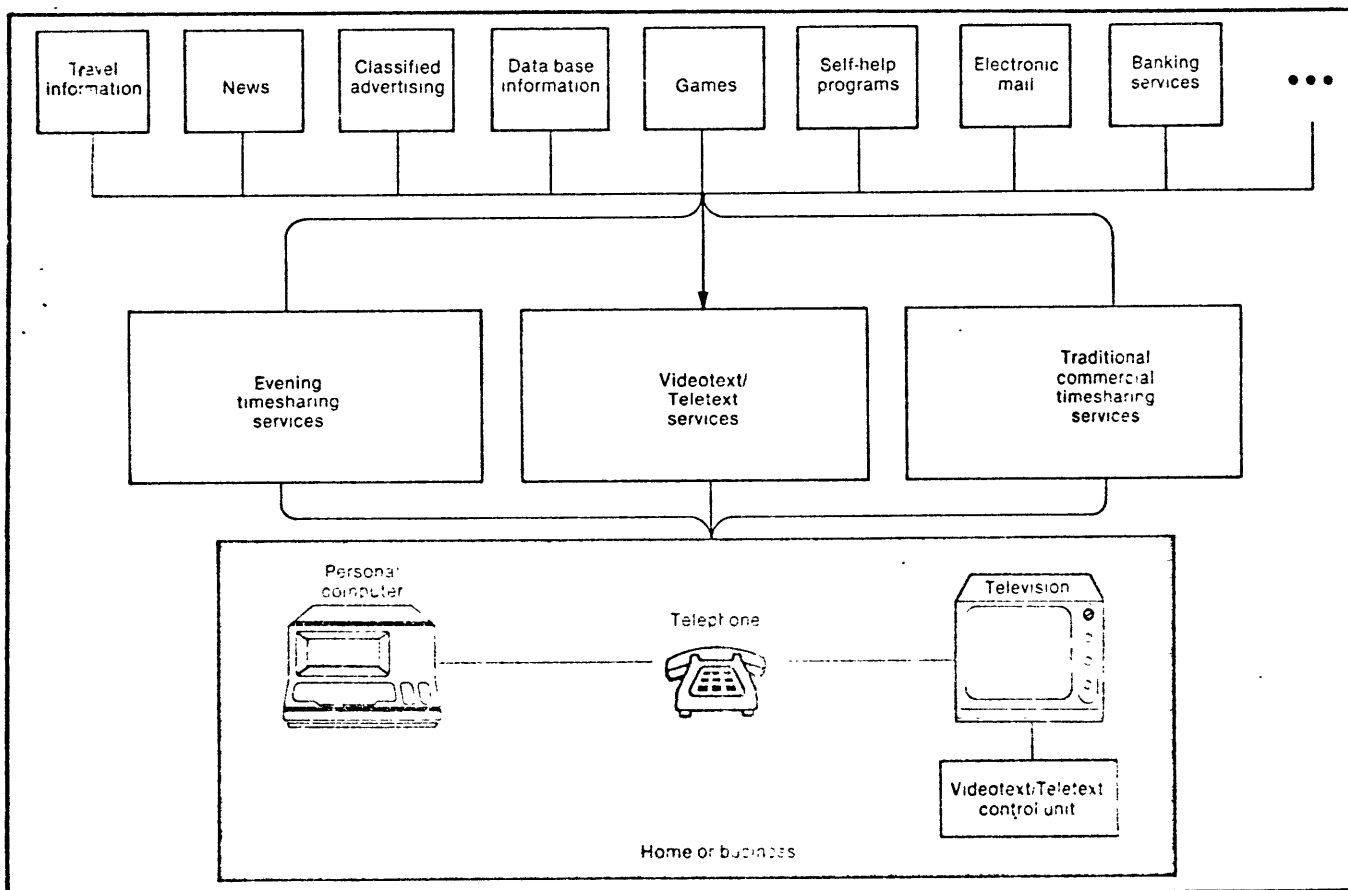 Travel
information
News
Classified
advertising
Data base
information
Games
Self-help
programs
Electronic
mail
Banking
services
•••
Evening
timesharing
services
Videotext/
Teletext
services
Traditional
commercial
timesharing
services
Personal
computer
Telephone
Television
Videotext/Teletext
control unit
Home or business